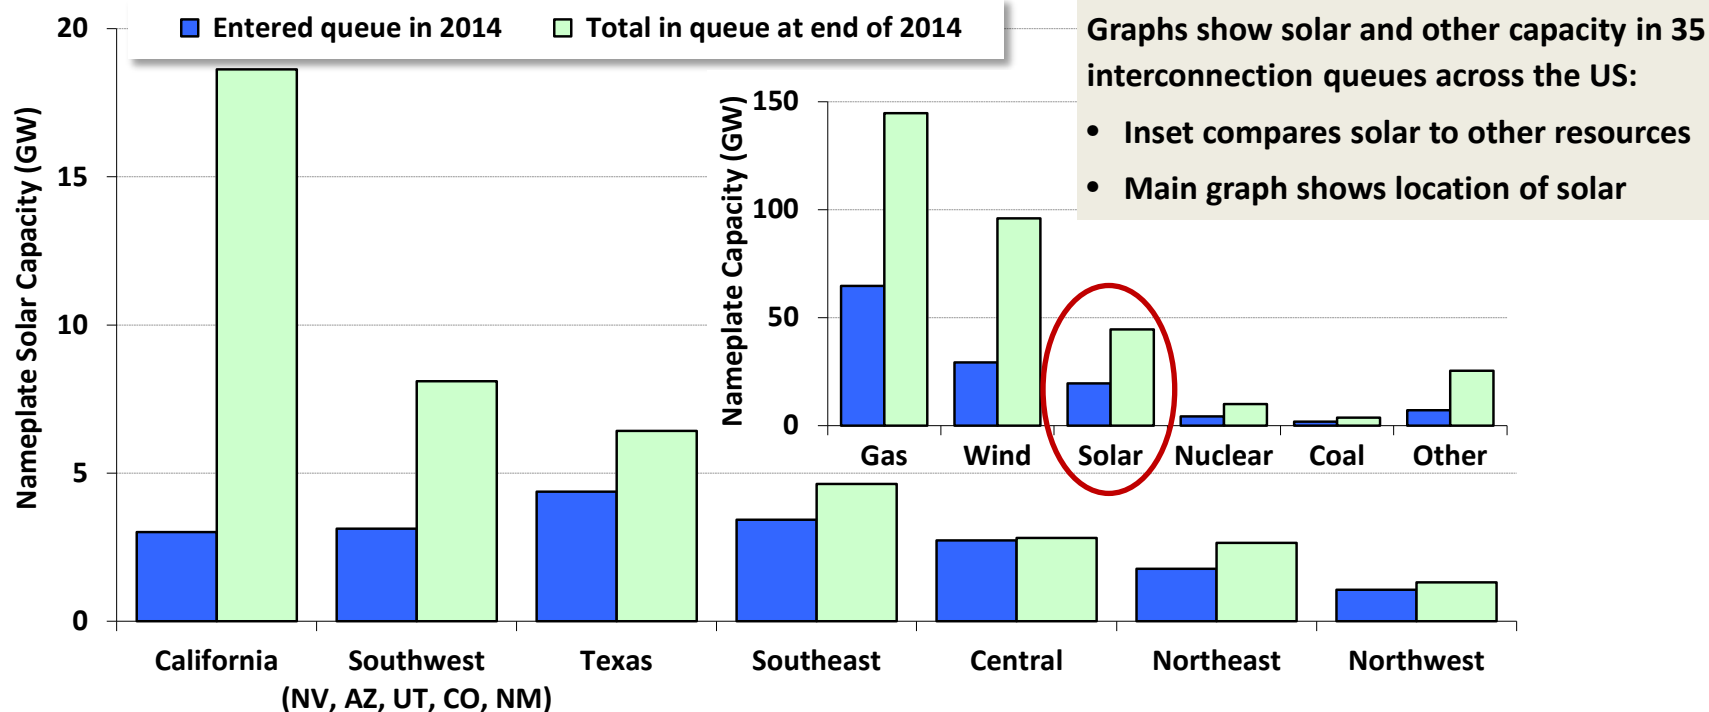 Entered queue in 2014
Total in queue at end of 2014
Graphs show solar and other capacity in 35
interconnection queues across the US:
• Inset compares solar to other resources
• Main graph shows location of solar
Nameplate Solar Capacity (GW)
20
15
10
5
0
California
Southwest
(NV, AZ, UT, CO, NM)
Texas
Southeast
Central
Northeast
Northwest
Nameplate Capacity (GW)
150
100
50
0
Gas
Wind
Solar
Nuclear
Coal
Other